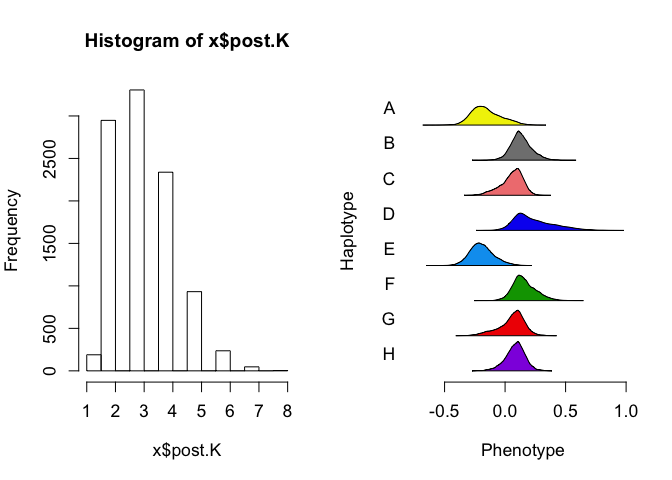 Histogram of x$post.K
Frequency
0
500
1500
2500
1 2 3 4 5 6 7 8
x$post.K
Haplotype
A
B
C
D
E
F
G
H
-0.5 0.0 0.5 1.0
Phenotype